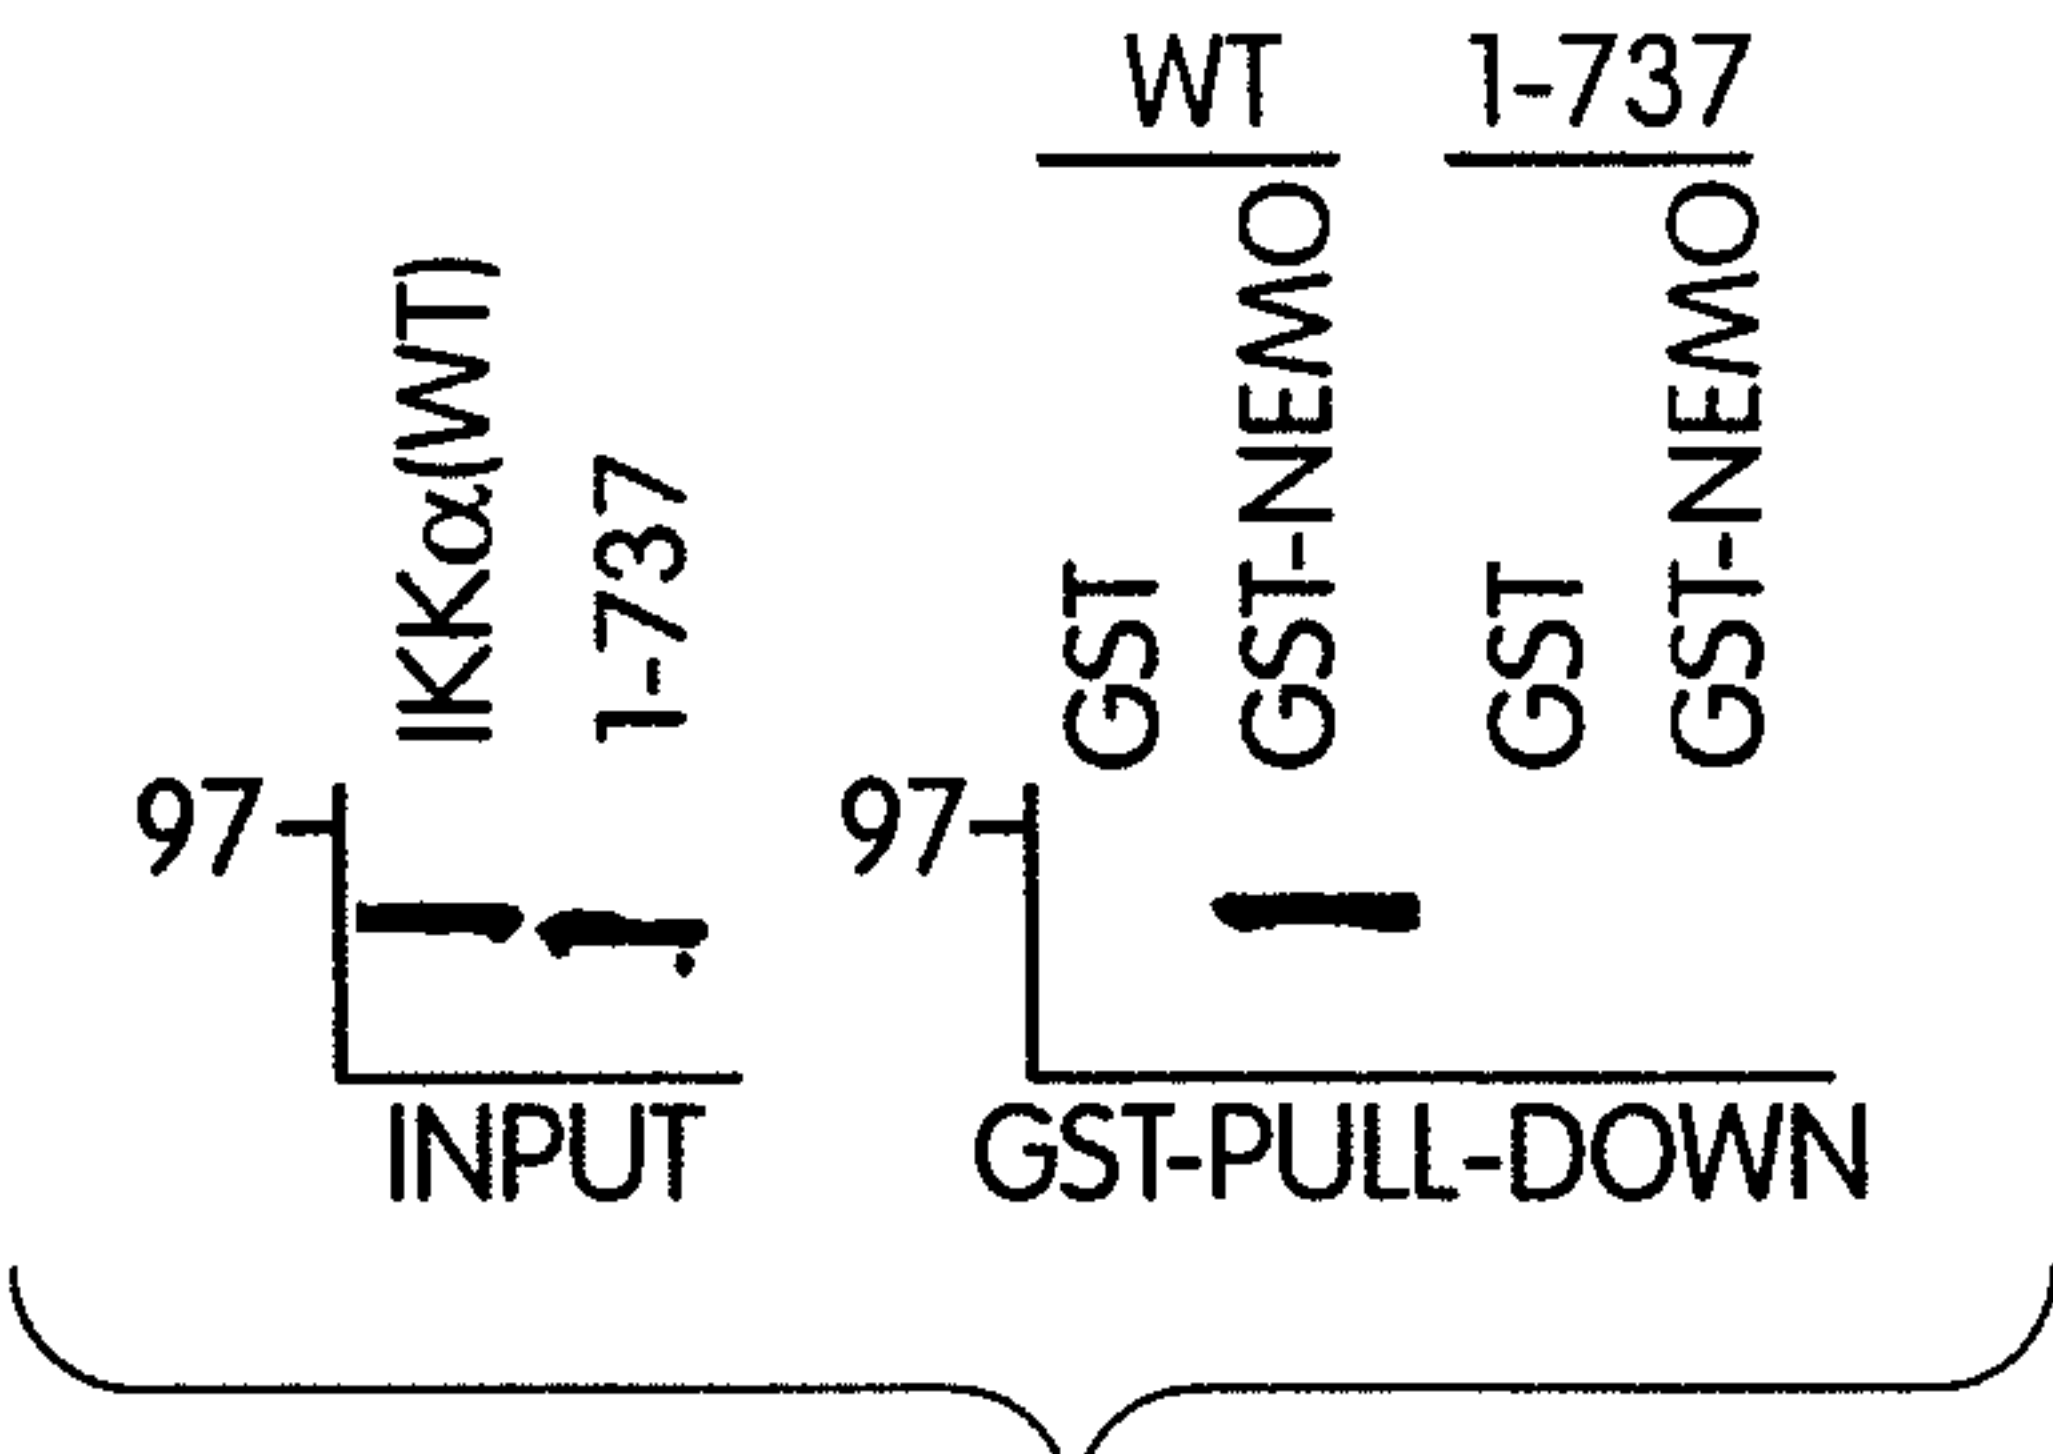 WT 1-737
IKKα(WT)
1-737
GST
GST-NEMO
GST
GST-NEMO
97
97
INPUT
GST-PULL-DOWN